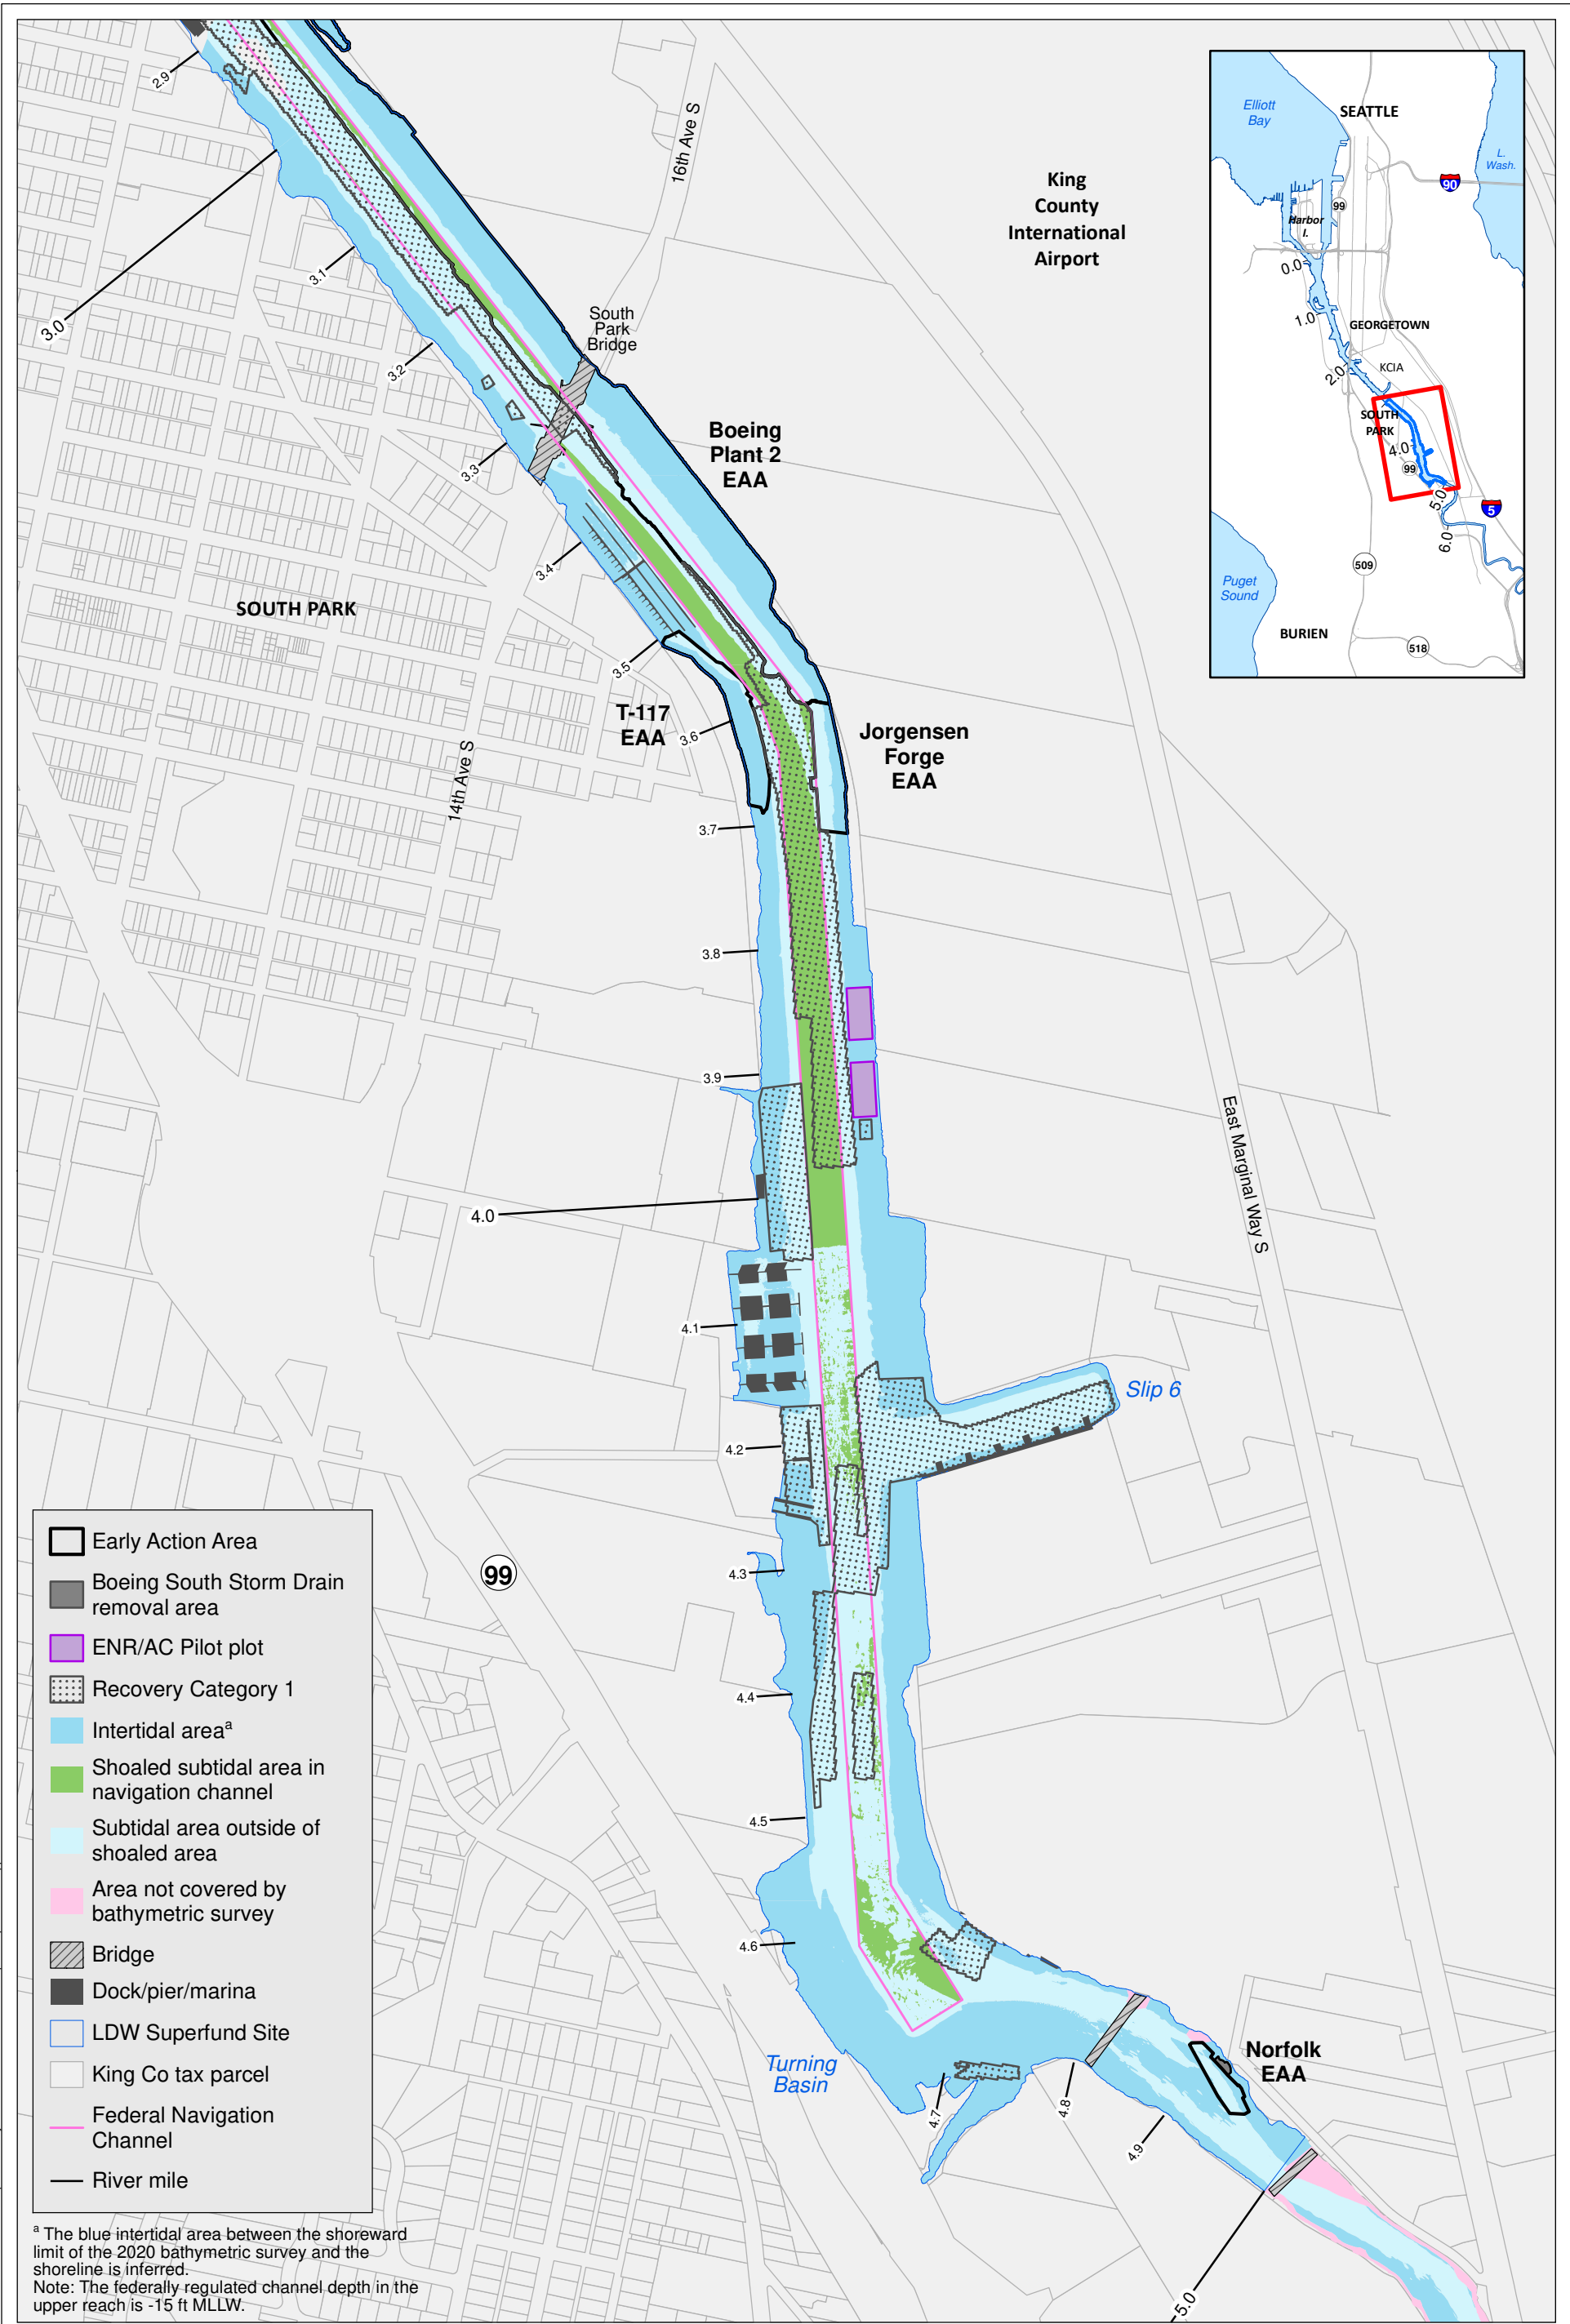 2.9
3.0
3.1
3.2
3.3
3.4
3.5
3.6
3.7
3.8
3.9
4.0
4.1
4.2
4.3
4.4
4.5
4.6
4.7
4.8
4.9
5.0
16th Ave S
South
Park
Bridge
King
County
International
Airport
Boeing
Plant 2
EAA
SOUTH PARK
T-117
EAA
14th Ave S
Jorgensen
Forge
EAA
East Marginal Way S
Slip 6
99
Turning
Basin
Norfolk
EAA
Elliott
Bay
SEATTLE
L.
Wash.
90
99
Harbor
I.
0.0
1.0
GEORGETOWN
KCIA
2.0
SOUTH
PARK
4.0
99
5.0
5
6.0
509
Puget
Sound
BURIEN
518
Early Action Area
Boeing South Storm Drain
removal area
ENR/AC Pilot plot
Recovery Category 1
Intertidal areaa
Shoaled subtidal area in
navigation channel
Subtidal area outside of
shoaled area
Area not covered by
bathymetric survey
Bridge
Dock/pier/marina
LDW Superfund Site
King Co tax parcel
Federal Navigation
Channel
River mile
a The blue intertidal area between the shoreward
limit of the 2020 bathymetric survey and the
shoreline is inferred.
Note: The federally regulated channel depth in the
upper reach is -15 ft MLLW.